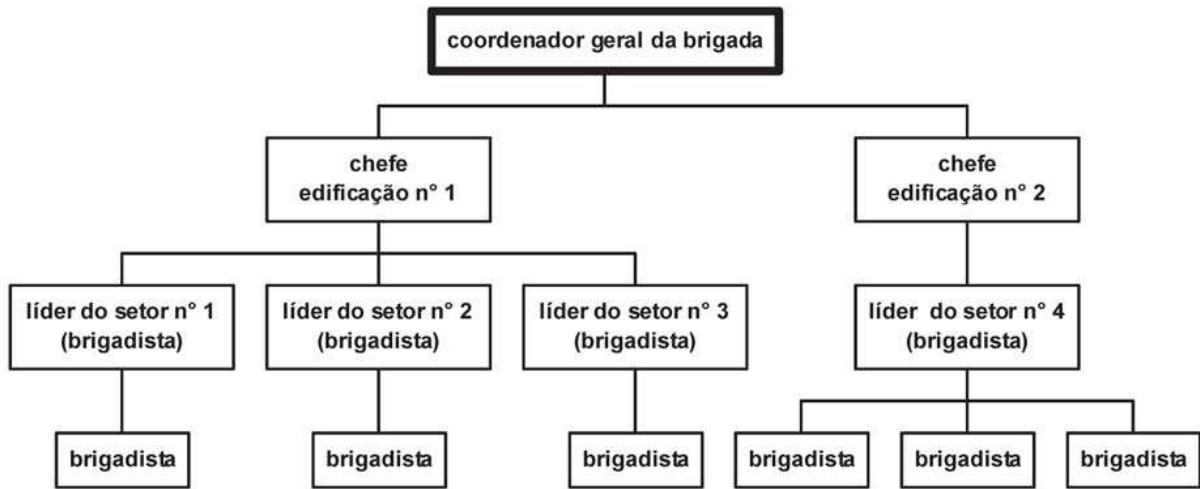 coordenador geral da brigada
chefe
edificação n° 1
chefe
edificação n° 2
líder do setor n° 1
(brigadista)
líder do setor n° 2
(brigadista)
líder do setor n° 3
(brigadista)
líder do setor n° 4
(brigadista)
brigadista
brigadista
brigadista
brigadista
brigadista
brigadista